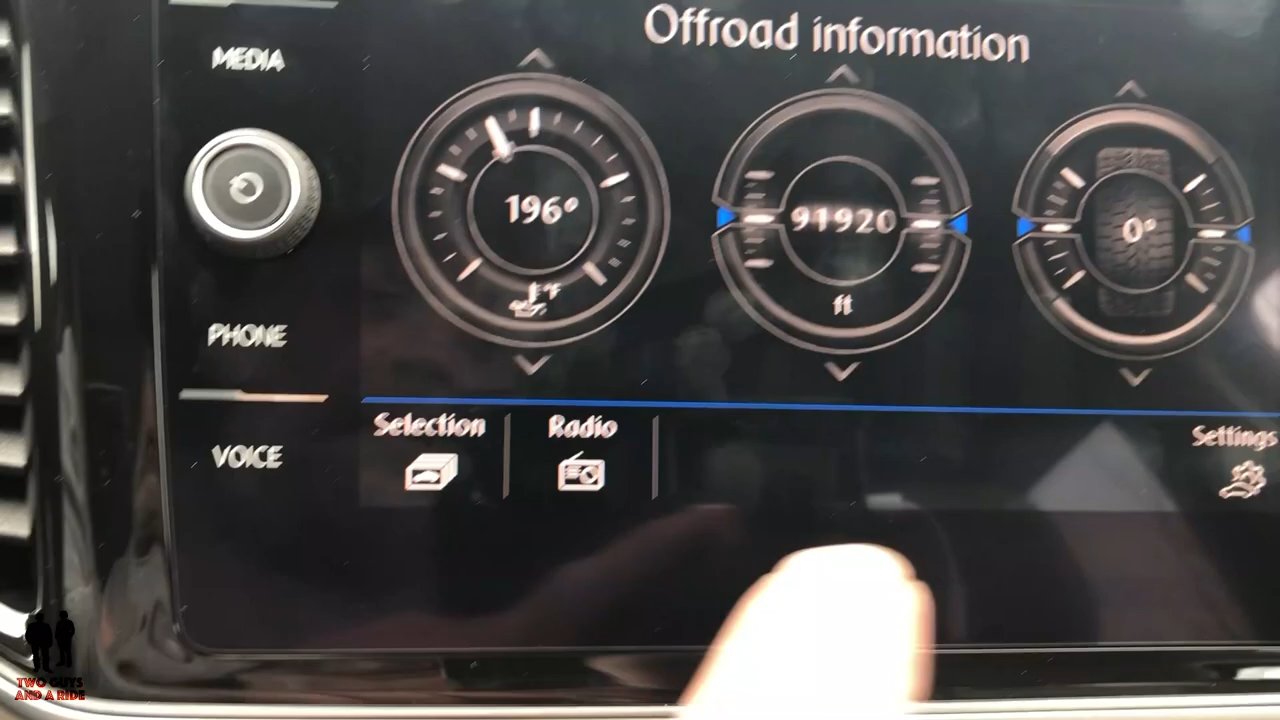 Offroad information
MEDIA
196°
°F
91920
ft
0°
PHONE
Selection
Radio
Settings
VOICE
TWO GUYS
AND A RIDE